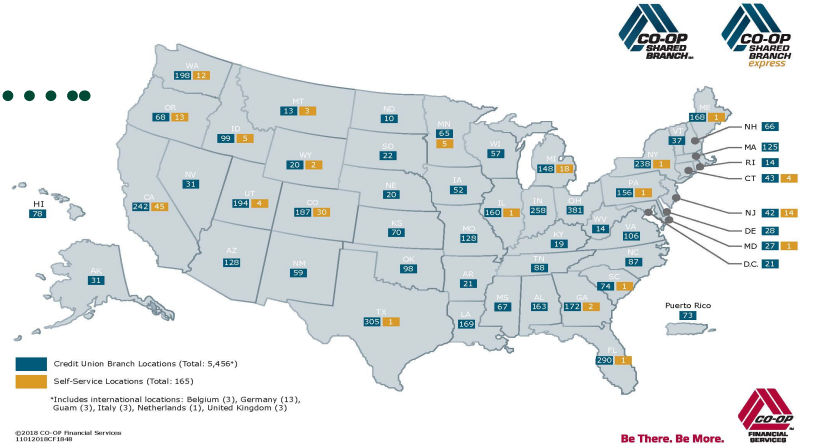 CO-OP
SHARED
BRANCH
CO-OP
SHARED
BRANCH
express
WA
198 12
OR
68 13
ID
99 5
MT
13 3
ND
10
MN
65
5
WI
57
MI
148 18
NY
238 1
VT
37
ME
168 1
NH 66
MA 125
RI 14
CT 43 4
NJ 42 14
DE 28
MD 27 1
D.C. 21
WY
20 2
SD
22
NE
20
IA
52
IL
160 1
IN
258
OH
381
PA
156 1
WV
14
VA
106
KY
19
NC
87
TN
88
SC
74 1
GA
172 2
AL
163
MS
67
LA
169
AR
21
MO
128
KS
70
OK
98
TX
305 1
NM
59
CO
187 30
UT
194 4
AZ
128
NV
31
CA
242 45
HI
78
AK
31
FL
290 1
Puerto Rico
73
Credit Union Branch Locations (Total: 5,456*)
Self-Service Locations (Total: 165)
*Includes international locations: Belgium (3), Germany (13),
Guam (3), Italy (3), Netherlands (1), United Kingdom (3)
©2018 CO-OP Financial Services
11012018CF1848
Be There. Be More.
CO-OP
FINANCIAL
SERVICES